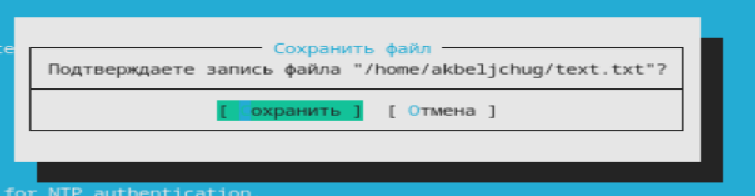 Сохранить файл
Подтверждаете запись файла "/home/akbeljchug/text.txt"?
[ Сохранить ] [ Отмена ]
for NTP authentication